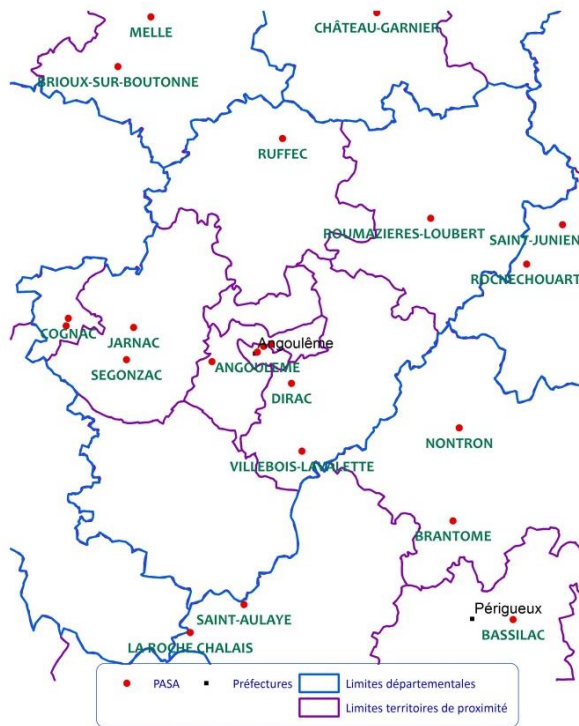 MELLE
CHÂTEAU-GARNIER
BRIOUX-SUR-BOUTONNE
RUFFEC
ROUMAZIERES-LOUBERT
SAINT-JUNIEN
ROCHECHOUART
COGNAC
JARNAC
Angoulême
SEGONZAC
ANGOULEME
DIRAC
NONTRON
VILLEBOIS-LAVALETTE
BRANTOME
SAINT-AULAYE
Périgueux
LA ROCHE CHALAIS
BASSILAC
PASA
Préfectures
Limites départementales
Limites territoires de proximité